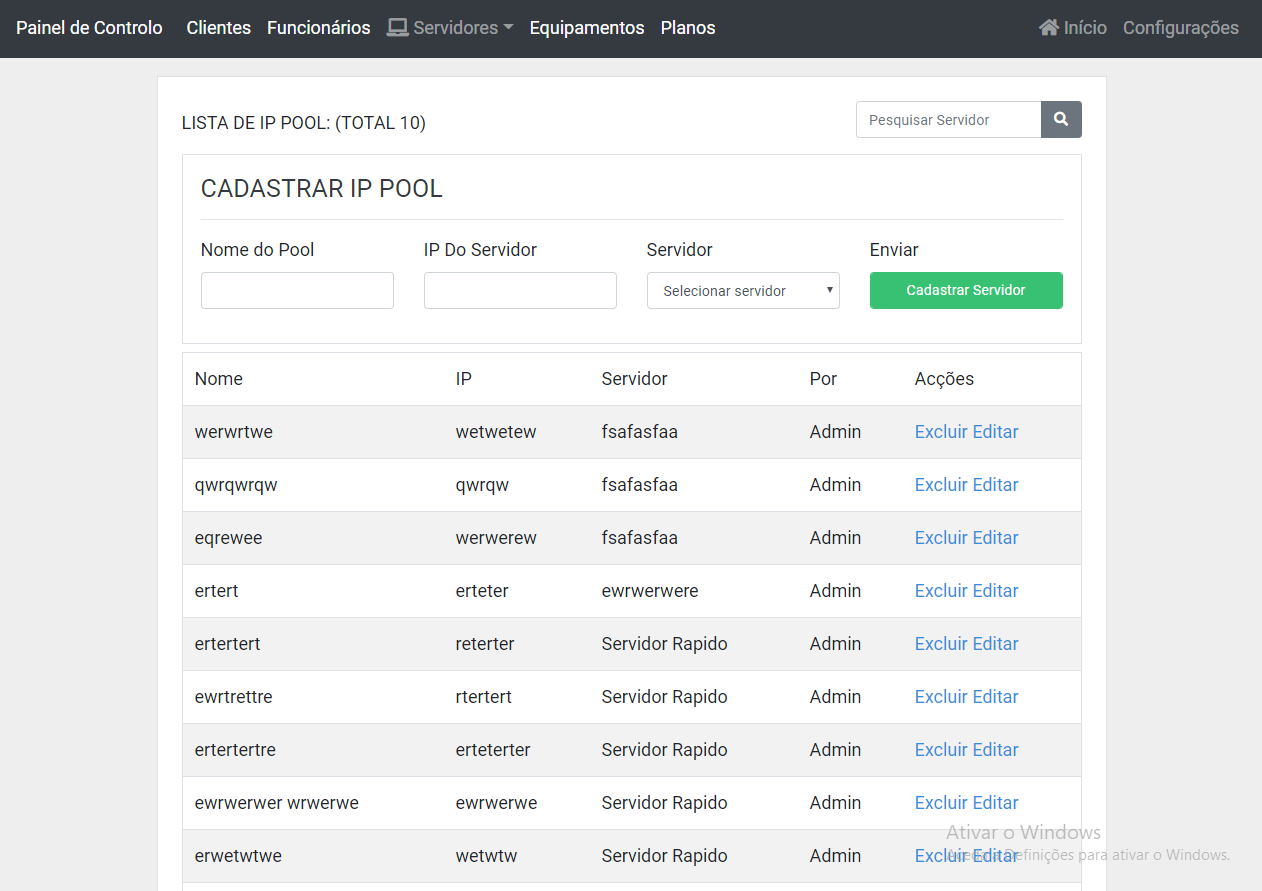 Painel de Controlo Clientes Funcionários Servidores Equipamentos Planos Início Configurações
LISTA DE IP POOL: (TOTAL 10) Pesquisar Servidor
CADASTRAR IP POOL
Nome do Pool IP Do Servidor Servidor Enviar
Selecionar servidor Cadastrar Servidor
Nome IP Servidor Por Acções
werwrtwe wetwetew fsafasfaa Admin Excluir Editar
qwrqwrqw qwrqw fsafasfaa Admin Excluir Editar
eqrewee werwerew fsafasfaa Admin Excluir Editar
ertert erteter ewrwerwere Admin Excluir Editar
ertertert reterter Servidor Rapido Admin Excluir Editar
ewrtrettre rtertert Servidor Rapido Admin Excluir Editar
ertertertre erteterter Servidor Rapido Admin Excluir Editar
ewrwerwer wrwerwe ewrwerwe Servidor Rapido Admin Excluir Editar
Ativar o Windows
erwetwtwe wetwtw Servidor Rapido Admin Excluir Editar
Definições para ativar o Windows.